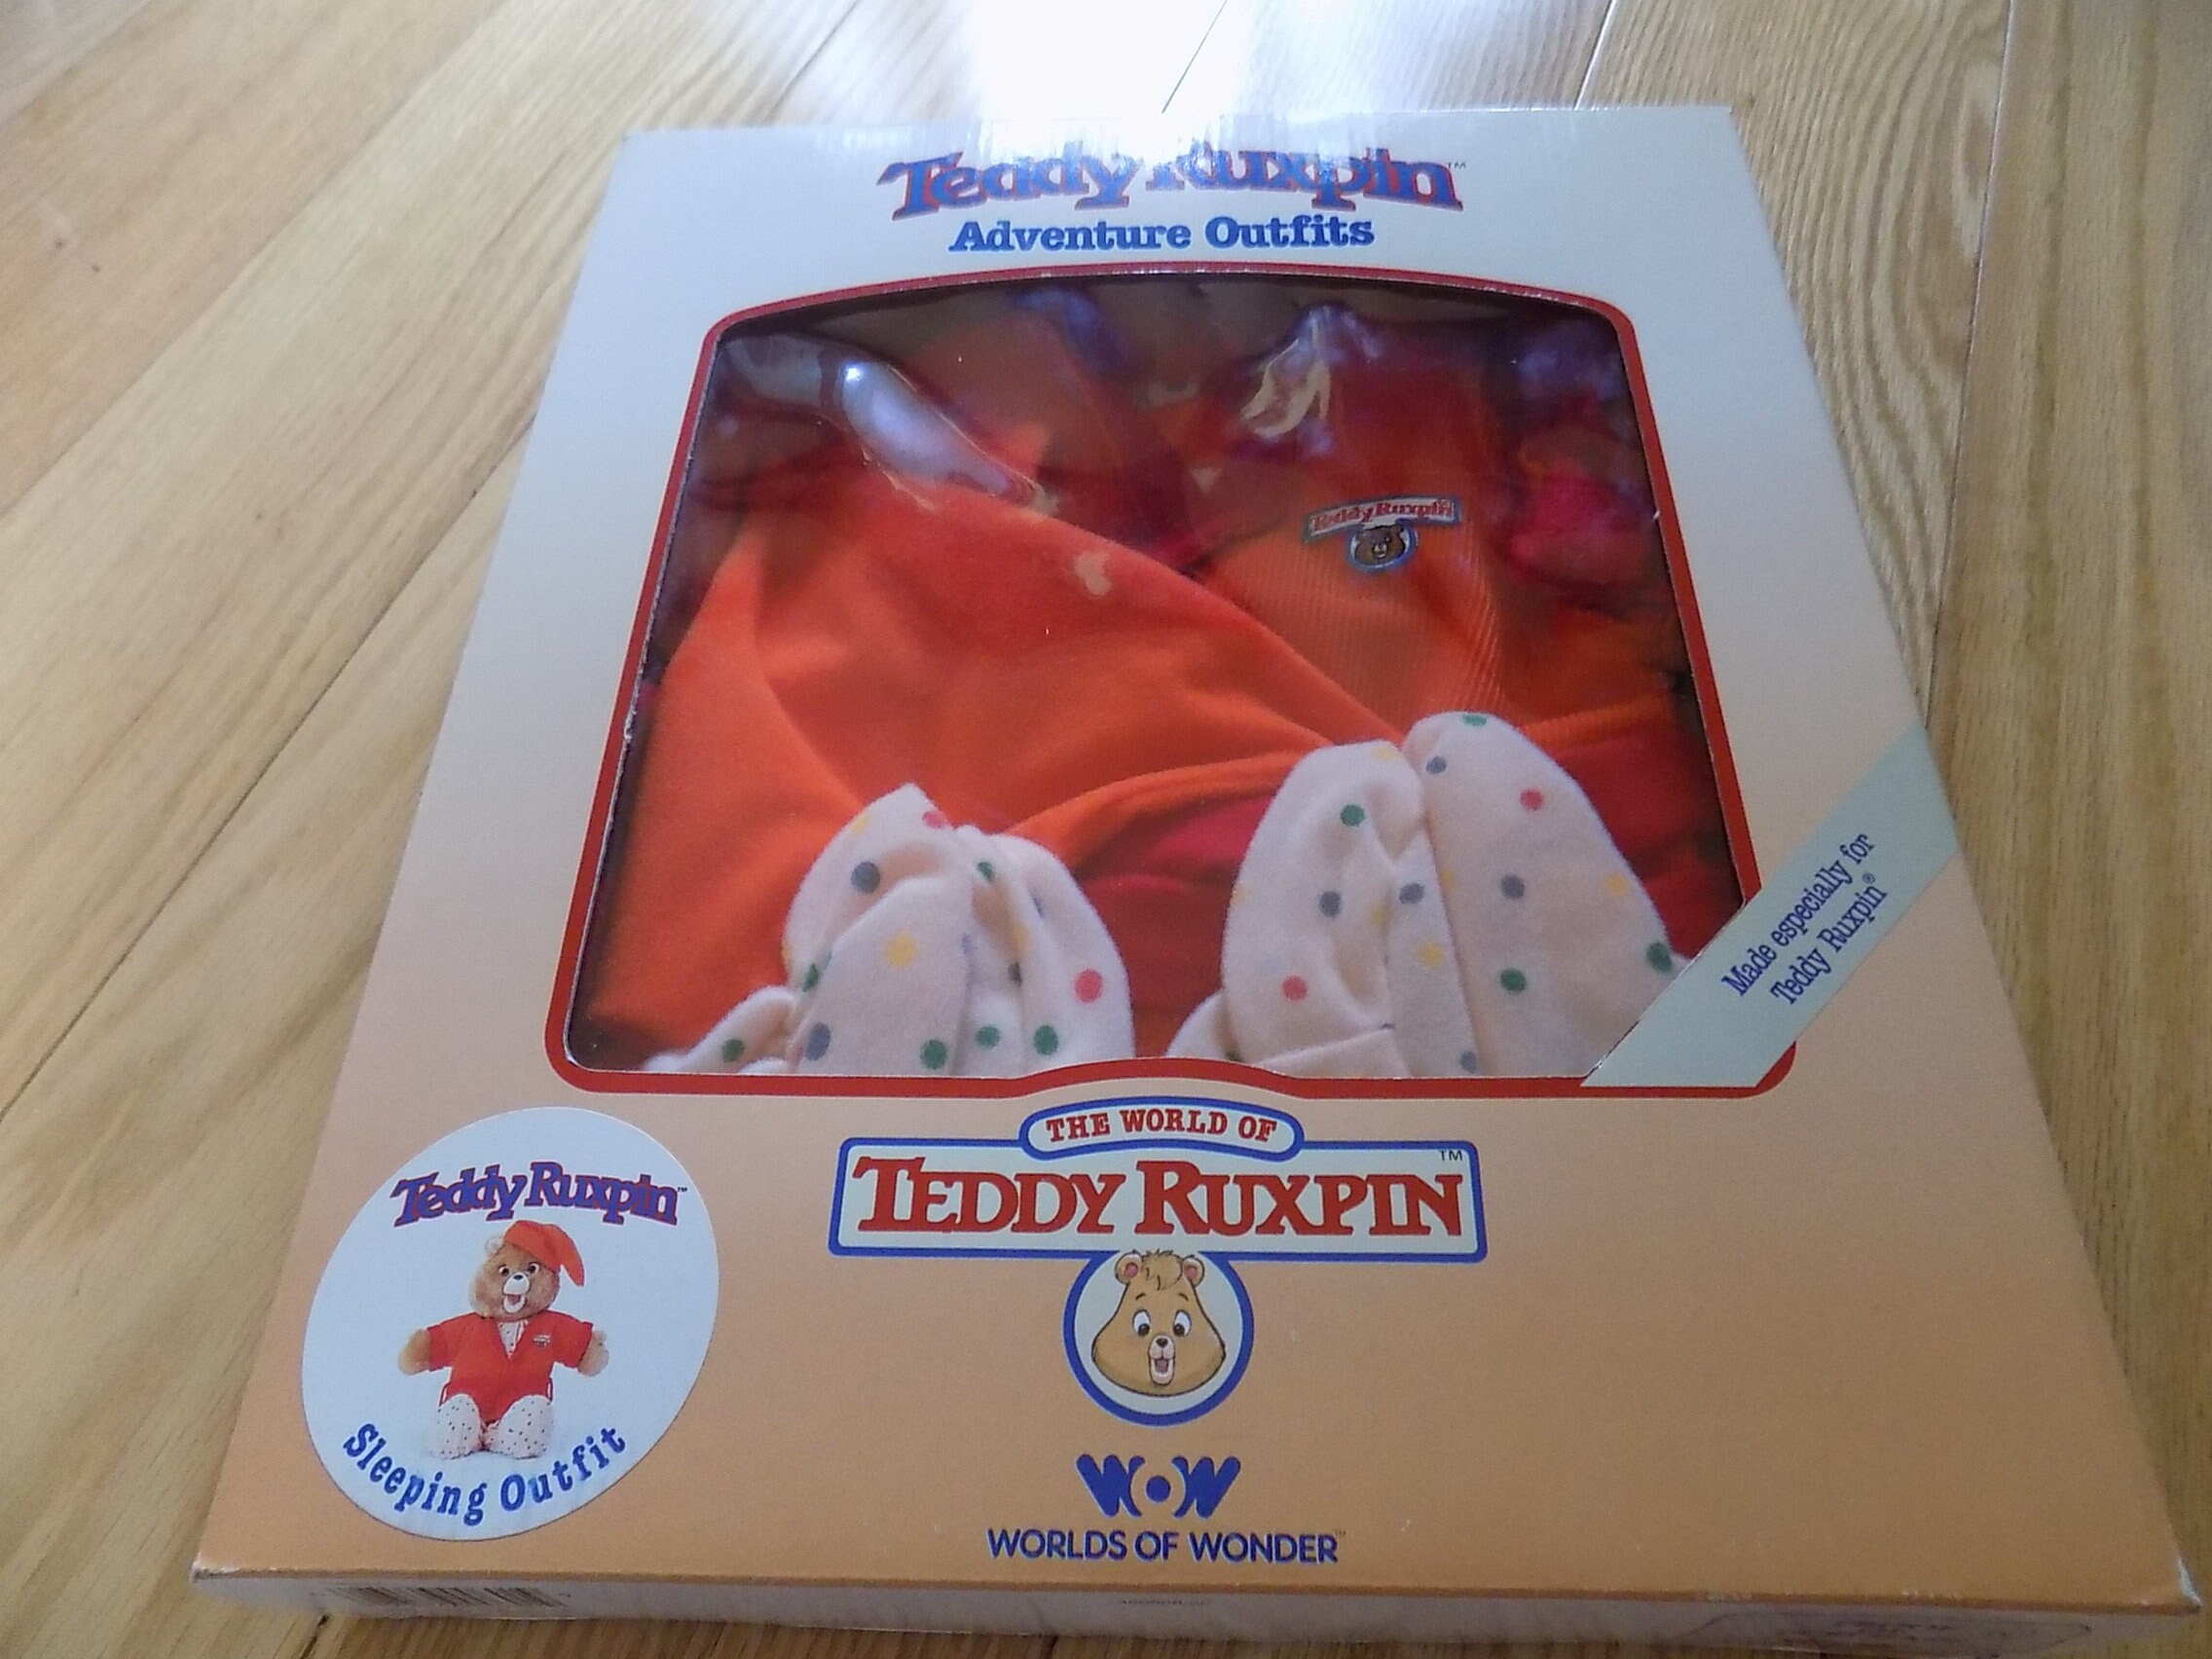 Teddy Ruxpin™
Adventure Outfits
Teddy Ruxpin
Made especially for
Teddy Ruxpin®
THE WORLD OF
TEDDY RUXPIN™
Teddy Ruxpin™
Sleeping Outfit
WOW
WORLDS OF WONDER™